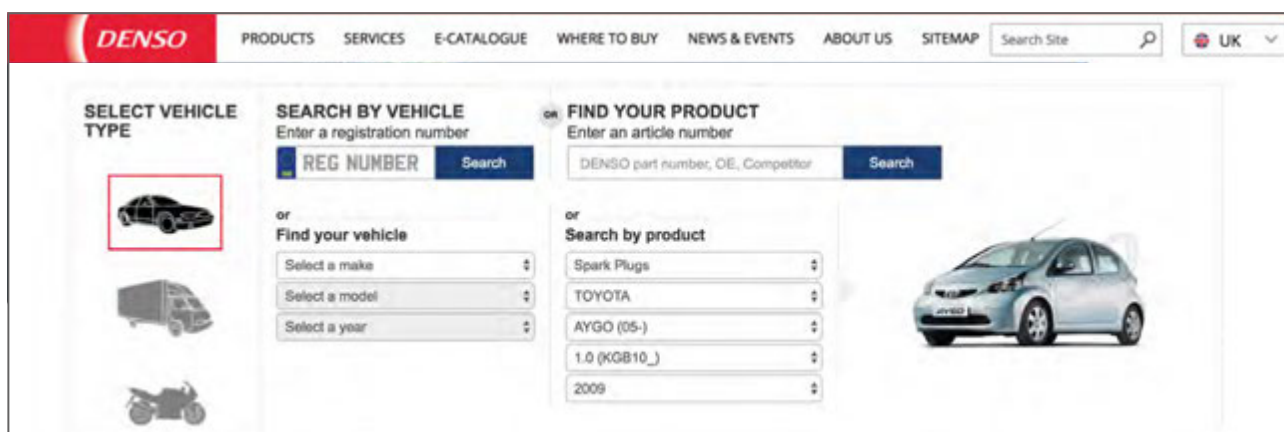 DENSO
PRODUCTS SERVICES E-CATALOGUE WHERE TO BUY NEWS & EVENTS ABOUT US SITEMAP Search Site UK
SELECT VEHICLE
TYPE
SEARCH BY VEHICLE
Enter a registration number
REG NUMBER Search
or
Find your vehicle
Select a make
Select a model
Select a year
OR
FIND YOUR PRODUCT
Enter an article number
DENSO part number, OE, Competitor Search
or
Search by product
Spark Plugs
TOYOTA
AYGO (05-)
1.0 (KGB10_)
2009
AYGO